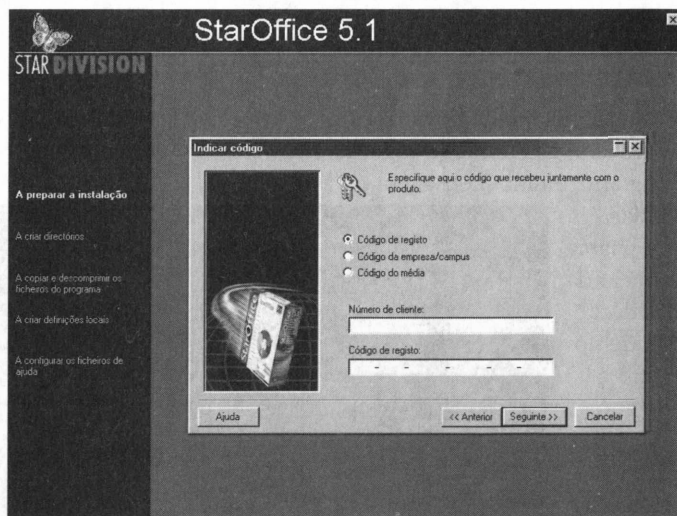 StarOffice 5.1
STAR DIVISION
A preparar a instalação
A criar directórios
A copiar e descomprimir os
ficheiros do programa
A criar definições locais
A configurar os ficheiros de
ajuda
Indicar código
Especifique aqui o código que recebeu juntamente com o
produto.
Código de registo
Código da empresa/campus
Código do média
Número de cliente:
Código de registo:
- - - - -
StarOffice
Ajuda
<< Anterior
Seguinte >>
Cancelar